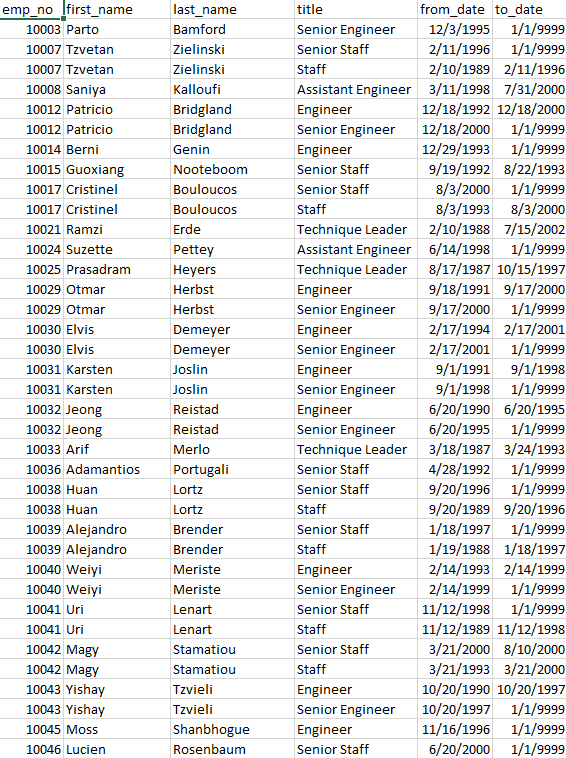 emp_no first_name last_name title from_date to_date
10003 Parto Bamford Senior Engineer 12/3/1995 1/1/9999
10007 Tzvetan Zielinski Senior Staff 2/11/1996 1/1/9999
10007 Tzvetan Zielinski Staff 2/10/1989 2/11/1996
10008 Saniya Kalloufi Assistant Engineer 3/11/1998 7/31/2000
10012 Patricio Bridgland Engineer 12/18/1992 12/18/2000
10012 Patricio Bridgland Senior Engineer 12/18/2000 1/1/9999
10014 Berni Genin Engineer 12/29/1993 1/1/9999
10015 Guoxiang Nooteboom Senior Staff 9/19/1992 8/22/1993
10017 Cristinel Bouloucos Senior Staff 8/3/2000 1/1/9999
10017 Cristinel Bouloucos Staff 8/3/1993 8/3/2000
10021 Ramzi Erde Technique Leader 2/10/1988 7/15/2002
10024 Suzette Pettey Assistant Engineer 6/14/1998 1/1/9999
10025 Prasadram Heyers Technique Leader 8/17/1987 10/15/1997
10029 Otmar Herbst Engineer 9/18/1991 9/17/2000
10029 Otmar Herbst Senior Engineer 9/17/2000 1/1/9999
10030 Elvis Demeyer Engineer 2/17/1994 2/17/2001
10030 Elvis Demeyer Senior Engineer 2/17/2001 1/1/9999
10031 Karsten Joslin Engineer 9/1/1991 9/1/1998
10031 Karsten Joslin Senior Engineer 9/1/1998 1/1/9999
10032 Jeong Reistad Engineer 6/20/1990 6/20/1995
10032 Jeong Reistad Senior Engineer 6/20/1995 1/1/9999
10033 Arif Merlo Technique Leader 3/18/1987 3/24/1993
10036 Adamantios Portugali Senior Staff 4/28/1992 1/1/9999
10038 Huan Lortz Senior Staff 9/20/1996 1/1/9999
10038 Huan Lortz Staff 9/20/1989 9/20/1996
10039 Alejandro Brender Senior Staff 1/18/1997 1/1/9999
10039 Alejandro Brender Staff 1/19/1988 1/18/1997
10040 Weiyi Meriste Engineer 2/14/1993 2/14/1999
10040 Weiyi Meriste Senior Engineer 2/14/1999 1/1/9999
10041 Uri Lenart Senior Staff 11/12/1998 1/1/9999
10041 Uri Lenart Staff 11/12/1989 11/12/1998
10042 Magy Stamatiou Senior Staff 3/21/2000 8/10/2000
10042 Magy Stamatiou Staff 3/21/1993 3/21/2000
10043 Yishay Tzvieli Engineer 10/20/1990 10/20/1997
10043 Yishay Tzvieli Senior Engineer 10/20/1997 1/1/9999
10045 Moss Shanbhogue Engineer 11/16/1996 1/1/9999
10046 Lucien Rosenbaum Senior Staff 6/20/2000 1/1/9999